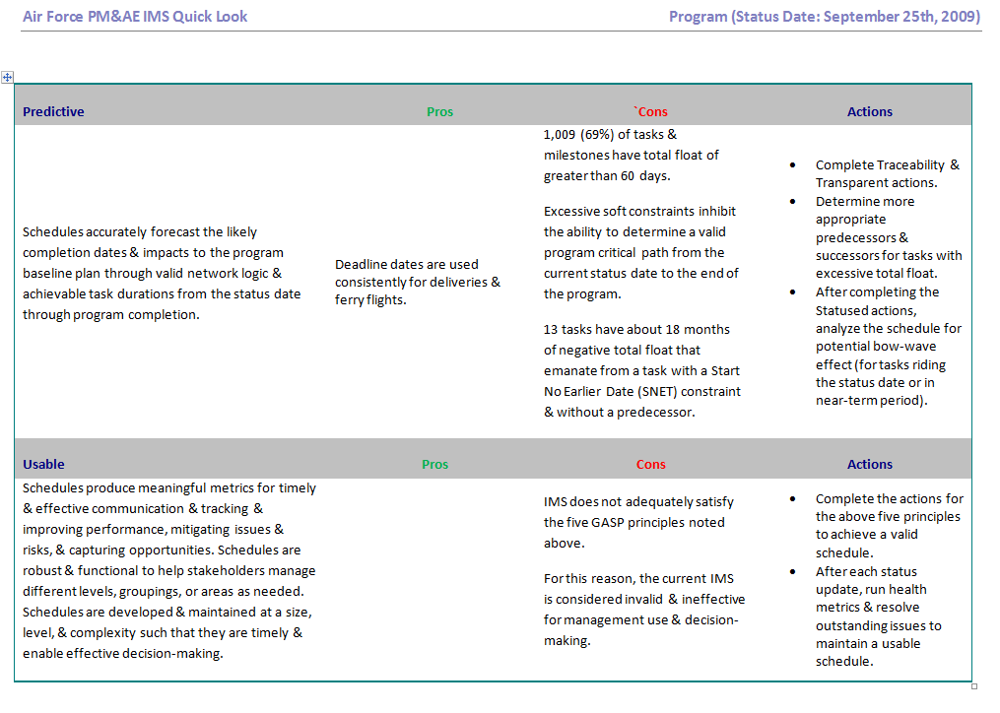 Air Force PM&AE IMS Quick Look
Program (Status Date: September 25th, 2009)
Predictive
Pros
`Cons
Actions
Schedules accurately forecast the likely
completion dates & impacts to the program
baseline plan through valid network logic &
achievable task durations from the status date
through program completion.
Deadline dates are used
consistently for deliveries &
ferry flights.
1,009 (69%) of tasks &
milestones have total float of
greater than 60 days.
Excessive soft constraints inhibit
the ability to determine a valid
program critical path from the
current status date to the end of
the program.
13 tasks have about 18 months
of negative total float that
emanate from a task with a Start
No Earlier Date (SNET) constraint
& without a predecessor.
• Complete Traceability &
Transparent actions.
• Determine more
appropriate
predecessors &
successors for tasks with
excessive total float.
• After completing the
Statused actions,
analyze the schedule for
potential bow-wave
effect (for tasks riding
the status date or in
near-term period).
Usable
Pros
Cons
Actions
Schedules produce meaningful metrics for timely
& effective communication & tracking &
improving performance, mitigating issues &
risks, & capturing opportunities. Schedules are
robust & functional to help stakeholders manage
different levels, groupings, or areas as needed.
Schedules are developed & maintained at a size,
level, & complexity such that they are timely &
enable effective decision-making.
IMS does not adequately satisfy
the five GASP principles noted
above.
For this reason, the current IMS
is considered invalid & ineffective
for management use & decision-
making.
• Complete the actions for
the above five principles
to achieve a valid
schedule.
• After each status
update, run health
metrics & resolve
outstanding issues to
maintain a usable
schedule.